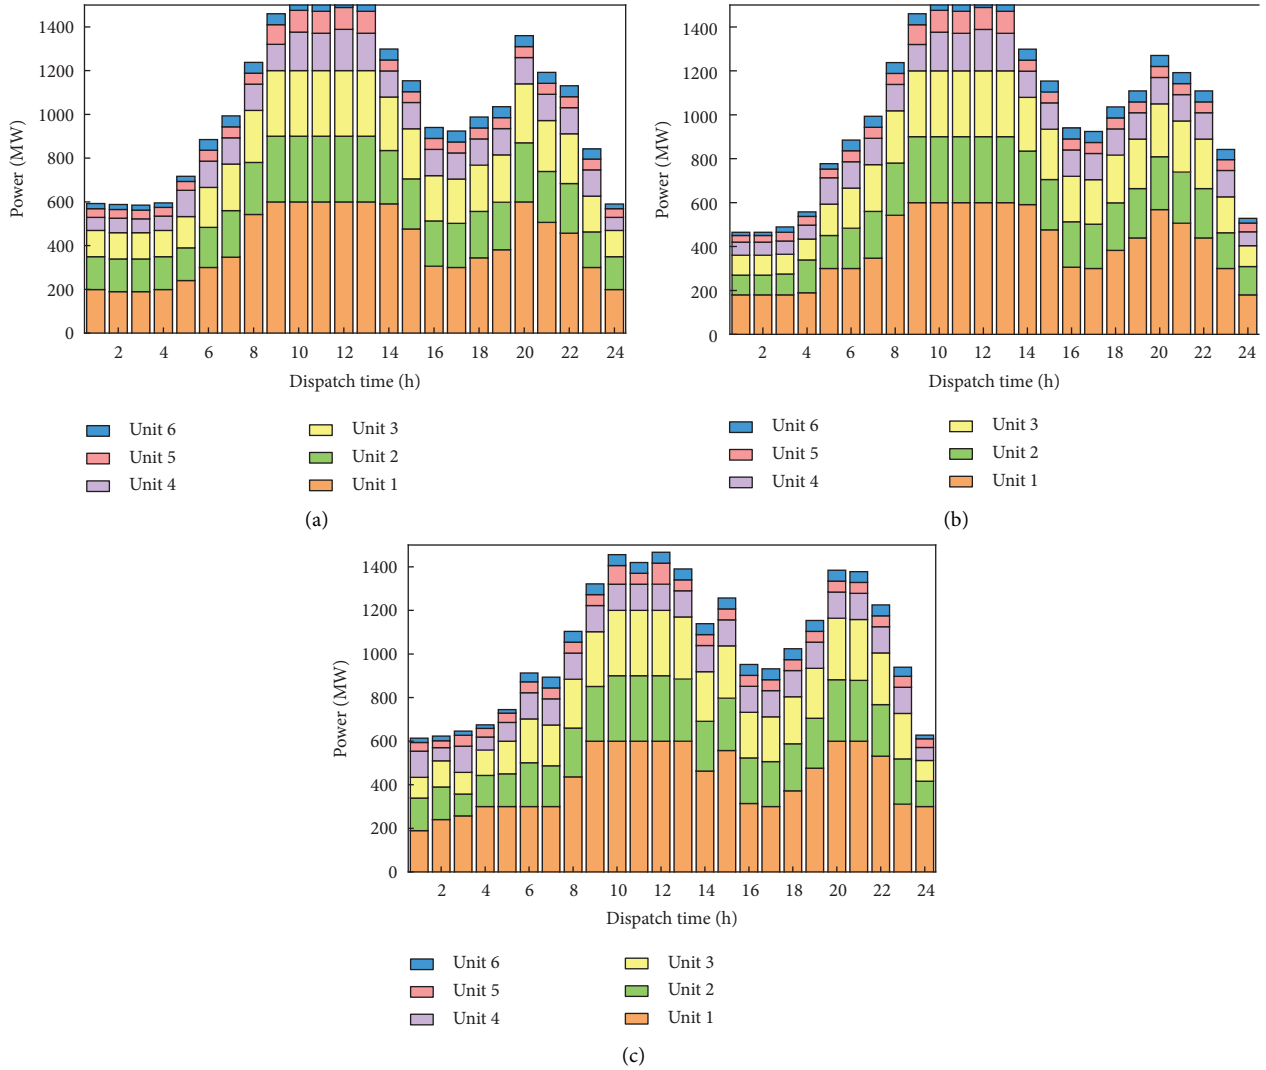 1400
1200
1000
800
600
400
200
0
Power (MW)
2 4 6 8 10 12 14 16 18 20 22 24
Dispatch time (h)
Unit 6 Unit 3
Unit 5 Unit 2
Unit 4 Unit 1
(a)
1400
1200
1000
800
600
400
200
0
Power (MW)
2 4 6 8 10 12 14 16 18 20 22 24
Dispatch time (h)
Unit 6 Unit 3
Unit 5 Unit 2
Unit 4 Unit 1
(b)
1400
1200
1000
800
600
400
200
0
Power (MW)
2 4 6 8 10 12 14 16 18 20 22 24
Dispatch time (h)
Unit 6 Unit 3
Unit 5 Unit 2
Unit 4 Unit 1
(c)